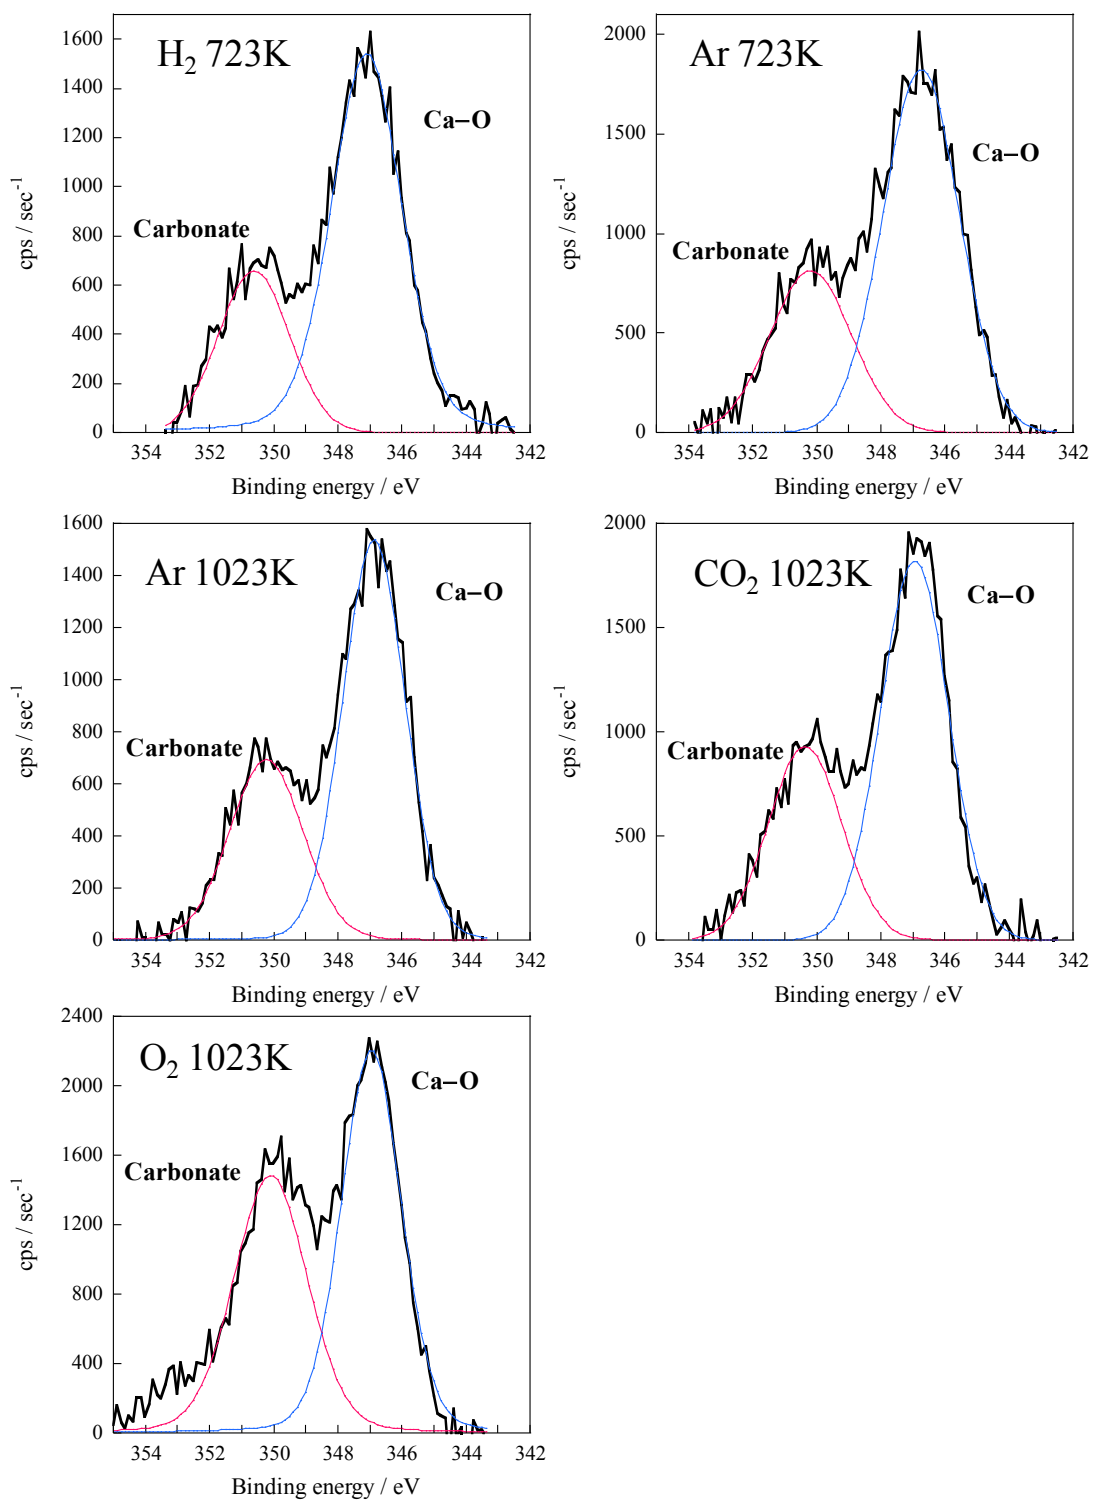 H₂ 723K
Ca–O
Carbonate
cps / sec⁻¹
1600
1400
1200
1000
800
600
400
200
0
354 352 350 348 346 344 342
Binding energy / eV
Ar 723K
Ca–O
Carbonate
cps / sec⁻¹
2000
1500
1000
500
0
354 352 350 348 346 344 342
Binding energy / eV
Ar 1023K
Ca–O
Carbonate
cps / sec⁻¹
1600
1400
1200
1000
800
600
400
200
0
354 352 350 348 346 344 342
Binding energy / eV
CO₂ 1023K
Ca–O
Carbonate
cps / sec⁻¹
2000
1500
1000
500
0
354 352 350 348 346 344 342
Binding energy / eV
O₂ 1023K
Ca–O
Carbonate
cps / sec⁻¹
2400
2000
1600
1200
800
400
0
354 352 350 348 346 344 342
Binding energy / eV